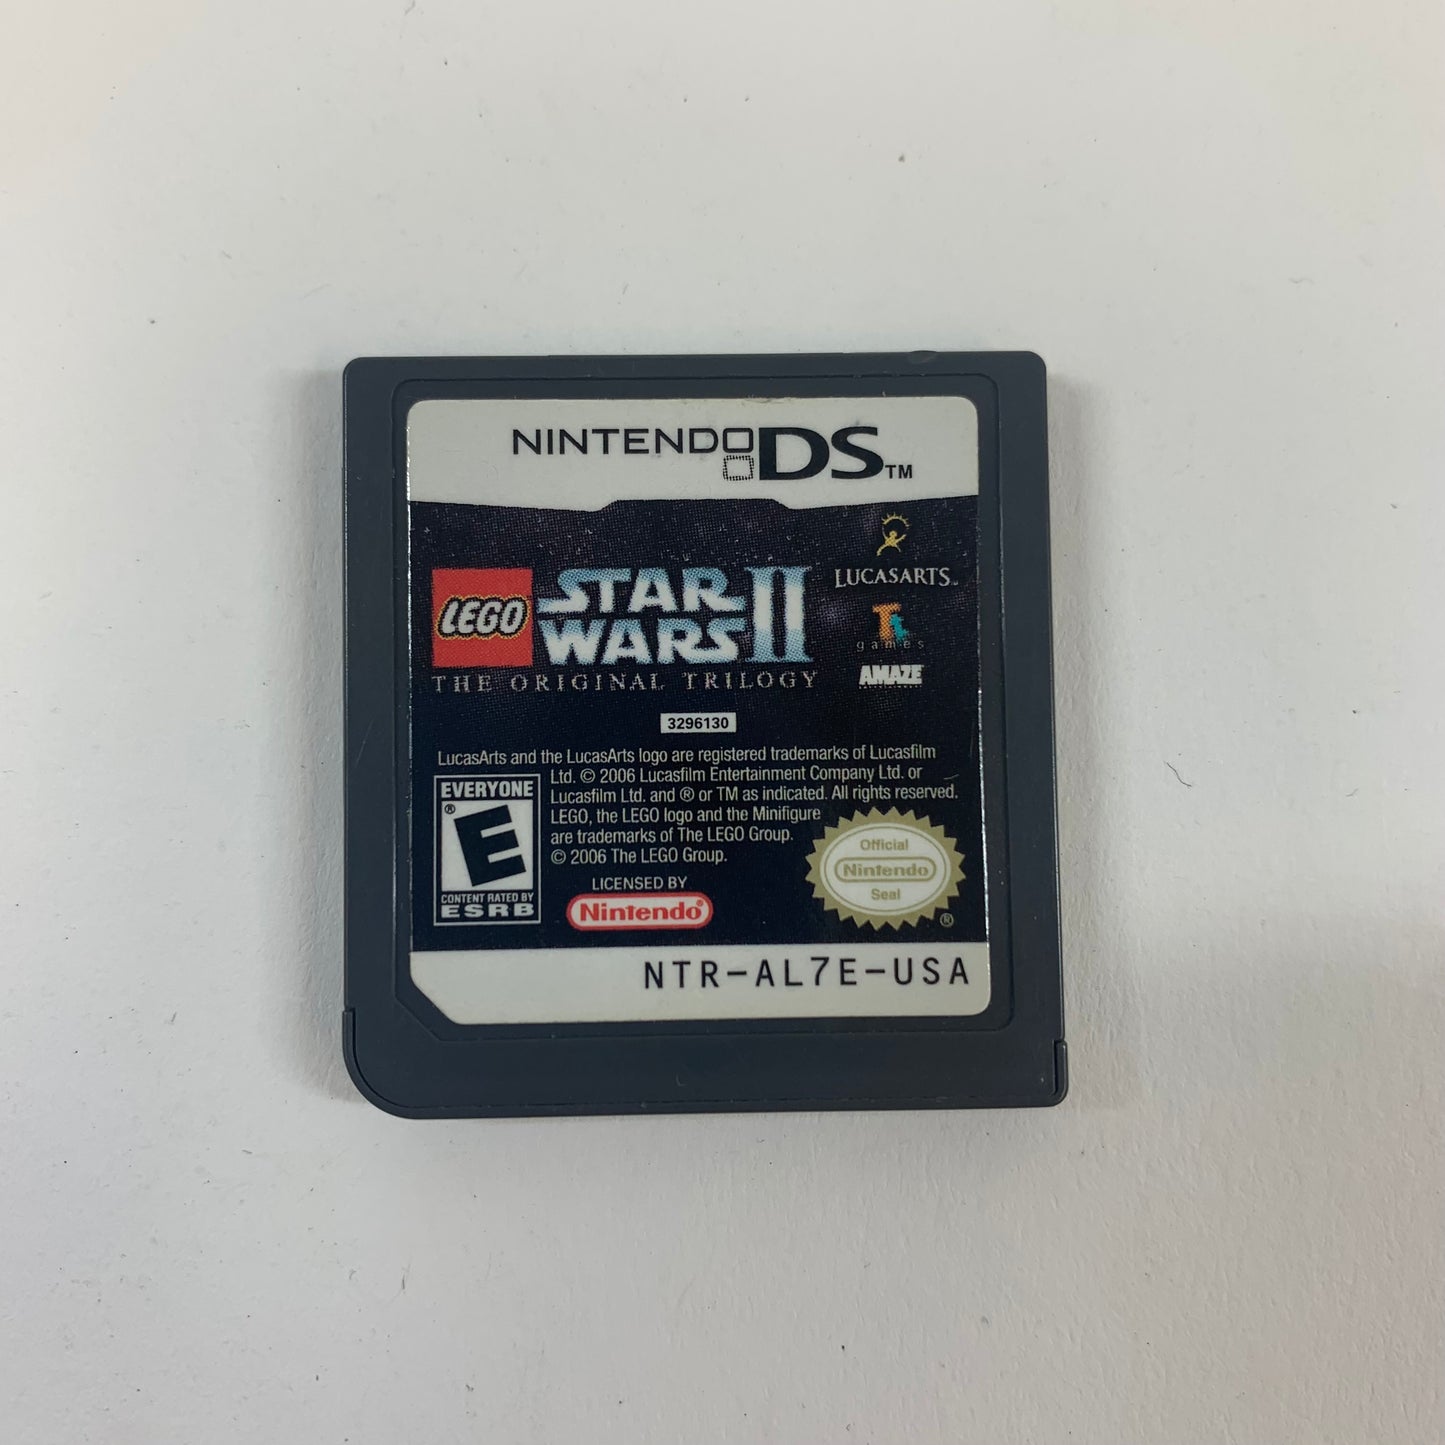 NINTENDO DS™
LUCASARTS™
LEGO STAR WARS II
THE ORIGINAL TRILOGY
TT
games
AMAZE
3296130
LucasArts and the LucasArts logo are registered trademarks of Lucasfilm
Ltd. © 2006 Lucasfilm Entertainment Company Ltd. or
Lucasfilm Ltd. and ® or TM as indicated. All rights reserved.
LEGO, the LEGO logo and the Minifigure
are trademarks of The LEGO Group.
© 2006 The LEGO Group.
EVERYONE
E®
CONTENT RATED BY
ESRB
LICENSED BY
Nintendo®
Official
Nintendo
Seal
®
NTR-AL7E-USA